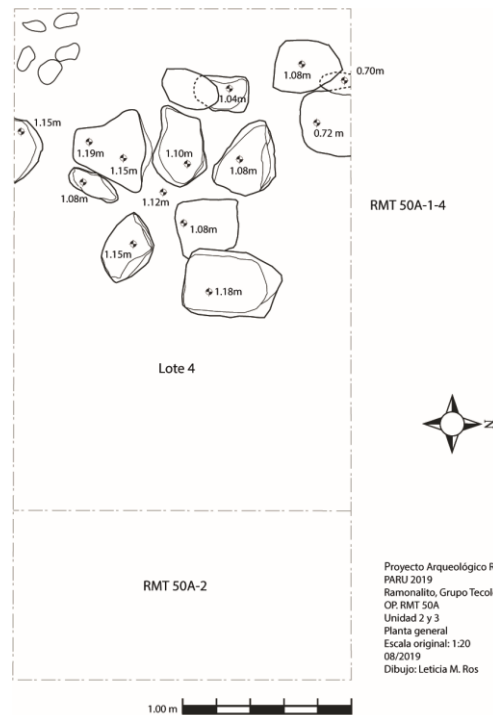 1.08m
0.70m
1.04m
0.72 m
1.15m
1.19m
1.15m
1.10m
1.08m
1.08m
1.12m
RMT 50A-1-4
1.08m
1.15m
1.18m
Lote 4
N
RMT 50A-2
Proyecto Arqueológico
PARU 2019
Ramonalito, Grupo
OP. RMT 50A
Unidad 2 y 3
Planta general
Escala original: 1:20
08/2019
Dibujo: Leticia M. Ros
1.00 m